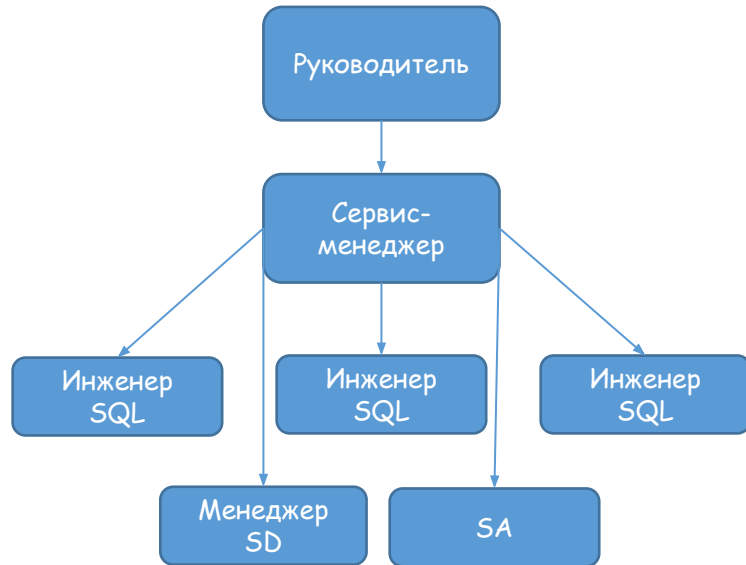 Руководитель
Сервис-
менеджер
Инженер
SQL
Инженер
SQL
Инженер
SQL
Менеджер
SD
SA